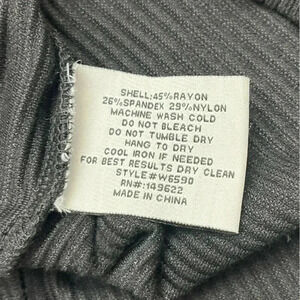 SHELL:45%RAYON
26%SPANDEX 29%NYLON
MACHINE WASH COLD
DO NOT BLEACH
DO NOT TUMBLE DRY
HANG TO DRY
COOL IRON IF NEEDED
FOR BEST RESULTS DRY CLEAN
STYLE#W6590
RN#:149622
MADE IN CHINA